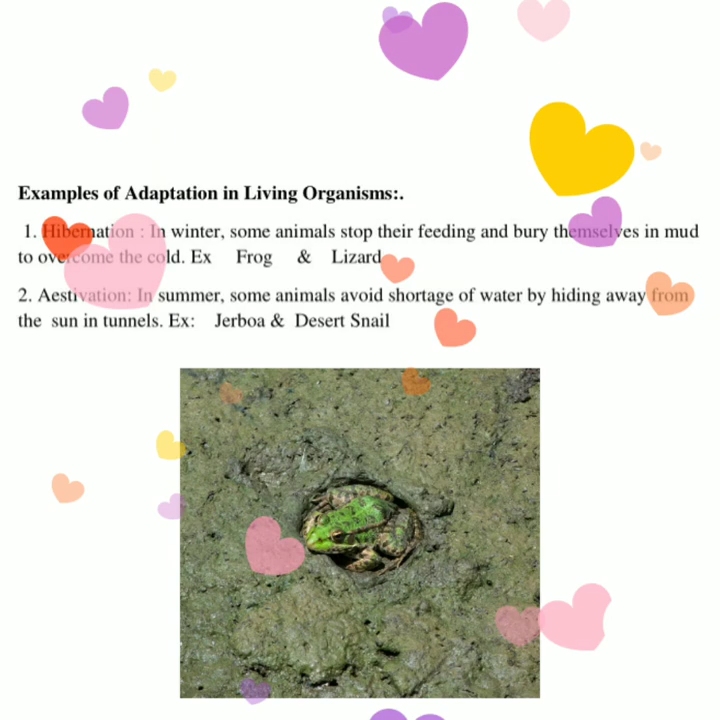 Examples of Adaptation in Living Organisms:.
1. Hibernation : In winter, some animals stop their feeding and bury themselves in mud
to overcome the cold. Ex Frog & Lizard
2. Aestivation: In summer, some animals avoid shortage of water by hiding away from
the sun in tunnels. Ex: Jerboa & Desert Snail